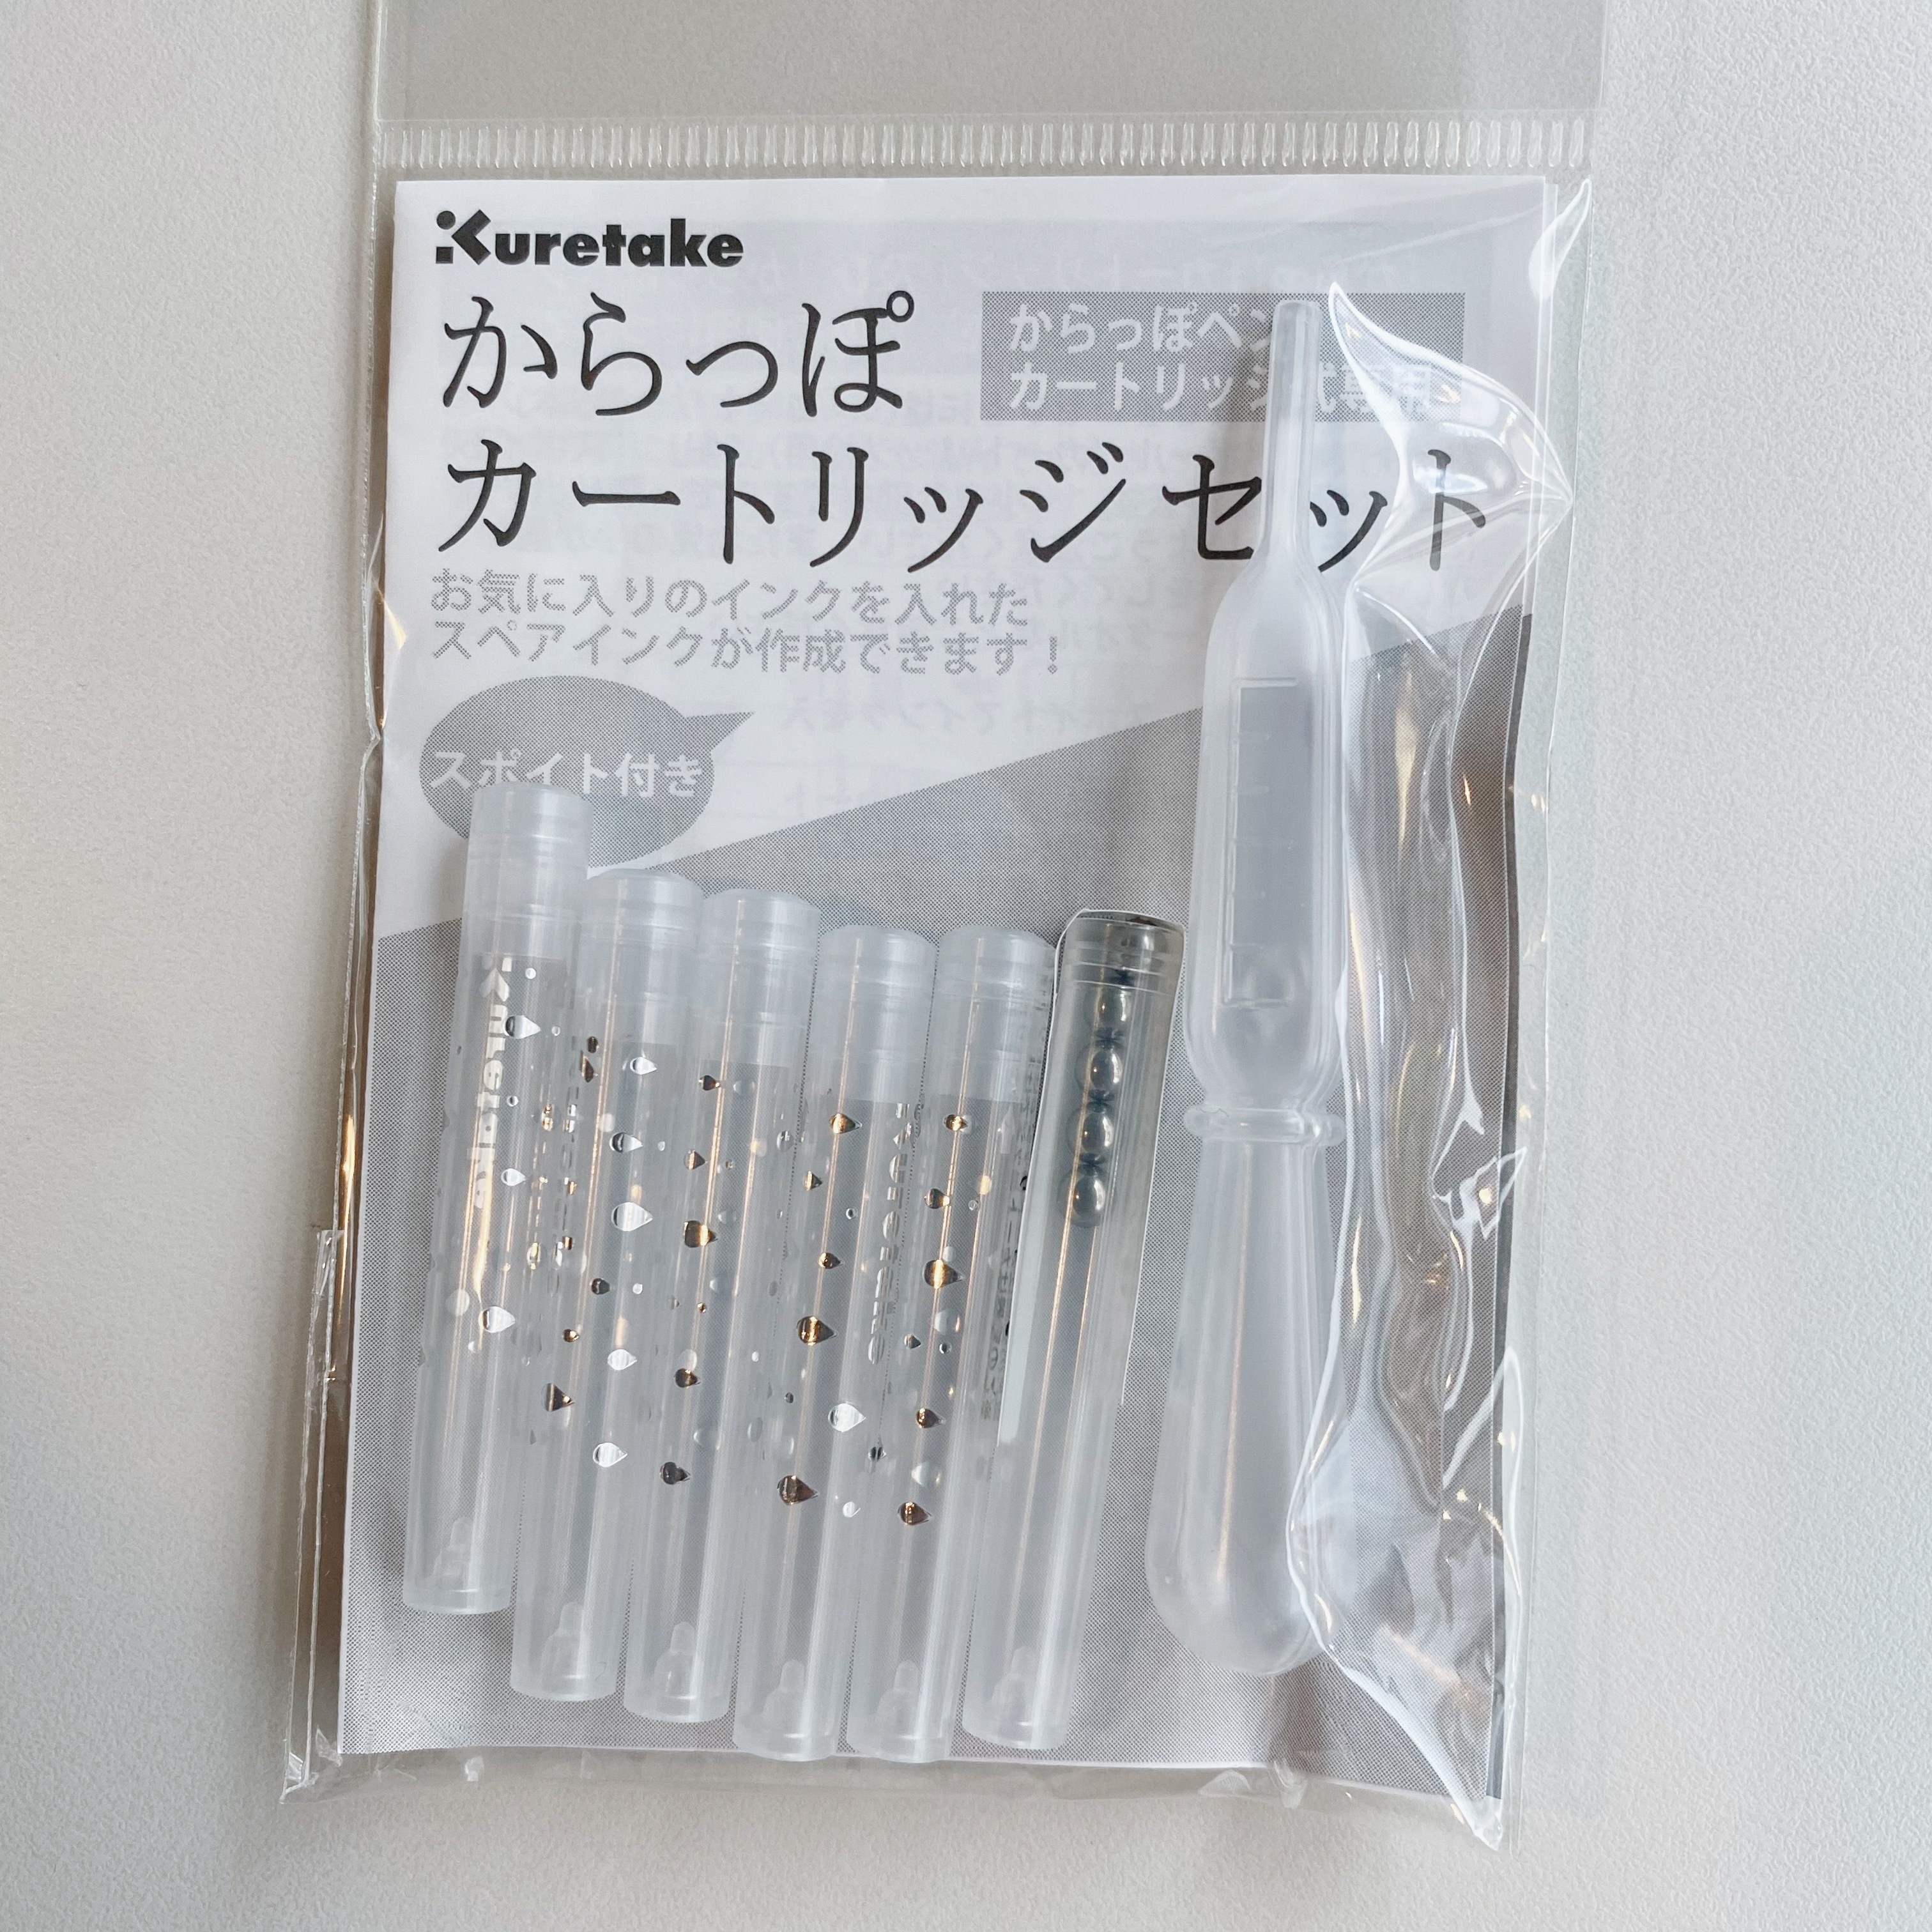 Kuretake
からっぽ
からっぽペン
カートリッジ式専用
カートリッジセット
お気に入りのインクを入れた
スペアインクが作成できます！
スポイト付き
Kuretake
Kuretake